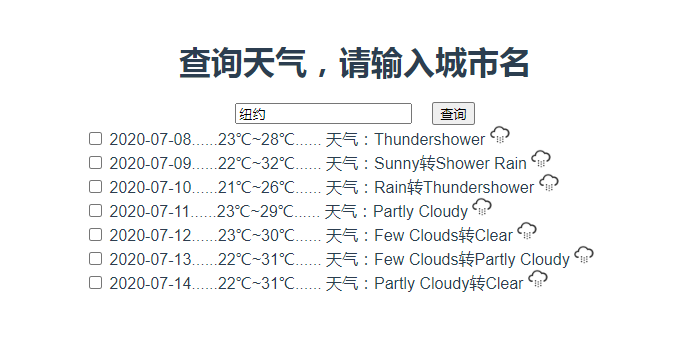 查询天气，请输入城市名
纽约 查询
2020-07-08......23℃~28℃...... 天气：Thundershower
2020-07-09......22℃~32℃...... 天气：Sunny转Shower Rain
2020-07-10......21℃~26℃...... 天气：Rain转Thundershower
2020-07-11......23℃~29℃...... 天气：Partly Cloudy
2020-07-12......23℃~30℃...... 天气：Few Clouds转Clear
2020-07-13......22℃~31℃...... 天气：Few Clouds转Partly Cloudy
2020-07-14......22℃~31℃...... 天气：Partly Cloudy转Clear